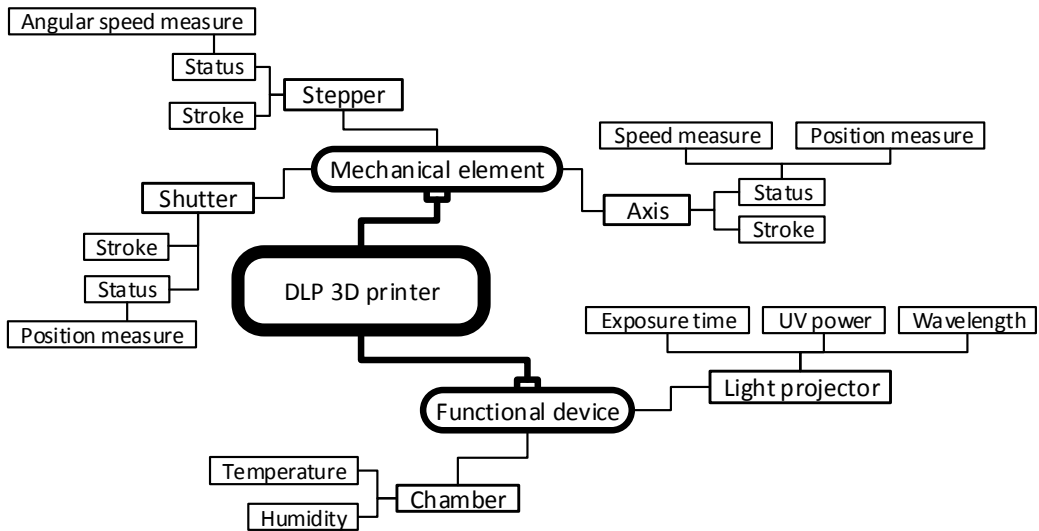 Angular speed measure
Status
Stepper
Stroke
Speed measure
Position measure
Mechanical element
Shutter
Status
Axis
Stroke
Stroke
Status
DLP 3D printer
Position measure
Exposure time
UV power
Wavelength
Light projector
Functional device
Temperature
Chamber
Humidity